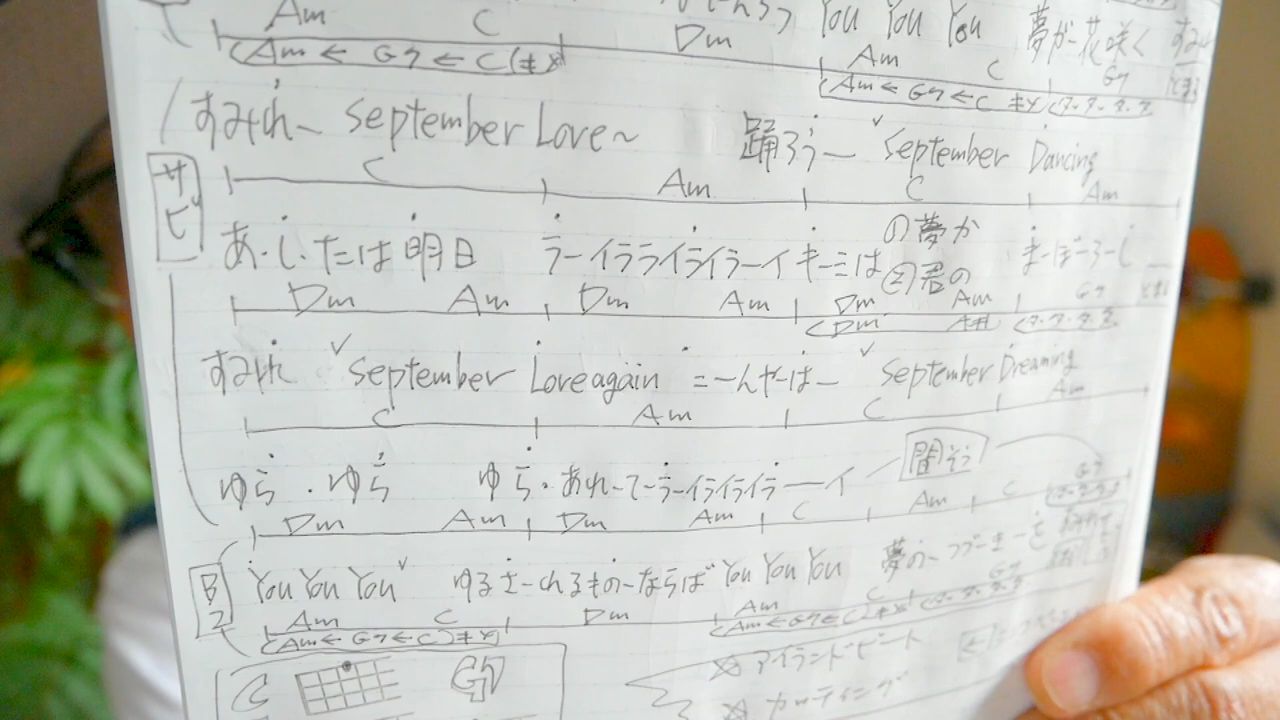 You You You 夢が花咲く
Am C Dm Am C G7
(Am ← G7 ← C (キメ) (Am ← G7 ← C キメ
すみれ〜 September Love〜 踊ろうー September Dancing
サビ
C Am C Am
あ・し・たは明日 ラーイララライライラーイ キーミは の夢か
②君の まーぼーろーし
Dm Am Dm Am Dm Am G7
(Dm
すみれ September Love again こーんやーはー September Dreaming
C Am C Am
ゆら・ゆら ゆら・あれーてーラーイライライラーーイ 間奏
Dm Am Dm Am C Am C G7
B2
You You You ゆるさーれるものーならば You You You 夢のーつづーきーを
Am C Dm Am C G7
(Am ← G7 ← C) キメ (Am ← G7 ← C) キメ
C G7 ☆ アイランドビート
☆ カッティング